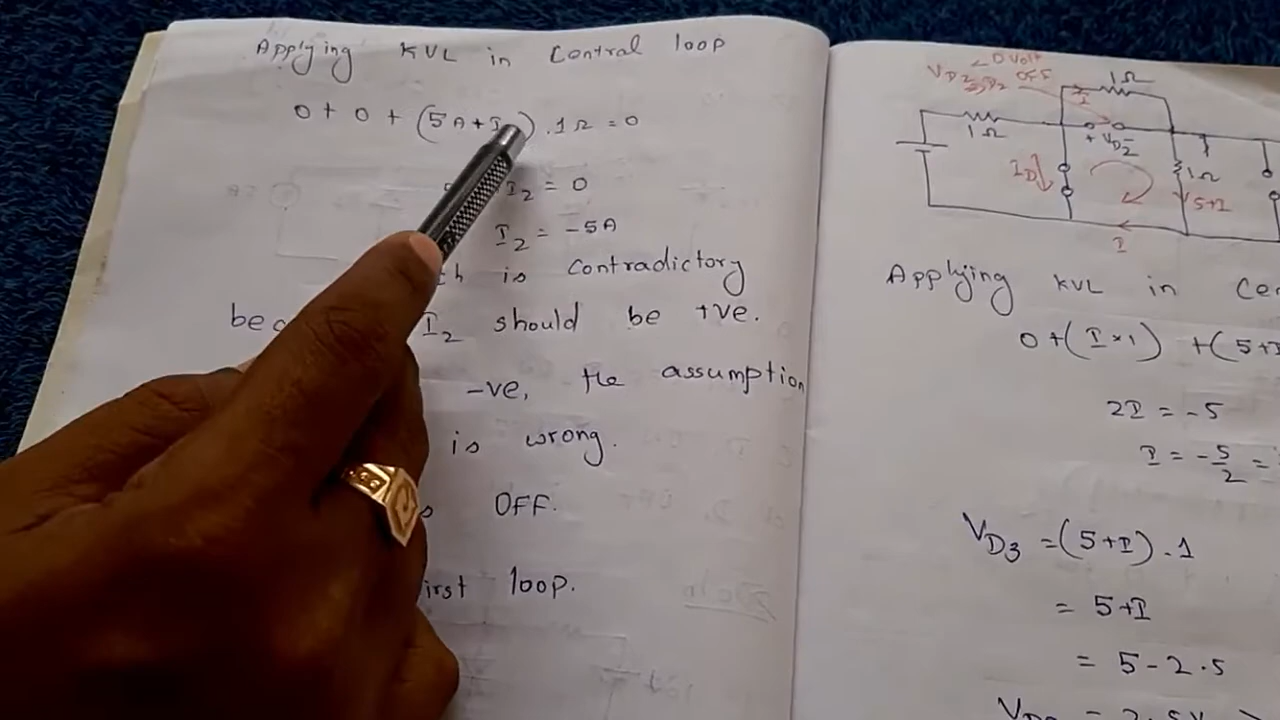 Applying KVL in Central loop
0 + 0 + (5A + I ) . 1Ω = 0
I2 = 0
I2 = -5A
is Contradictory
I2 should be +ve.
-ve, the assumption
is wrong.
OFF.
loop.
< 0 Volt
VD2 ⇒ D2 OFF
1Ω
I
1Ω
+ VD2 -
ID
1Ω
5+I
I
Applying KVL in
0 + (I×1) + (5+
2I = -5
I = -5/2 =
VD3 = (5+I) . 1
= 5+I
= 5 - 2.5